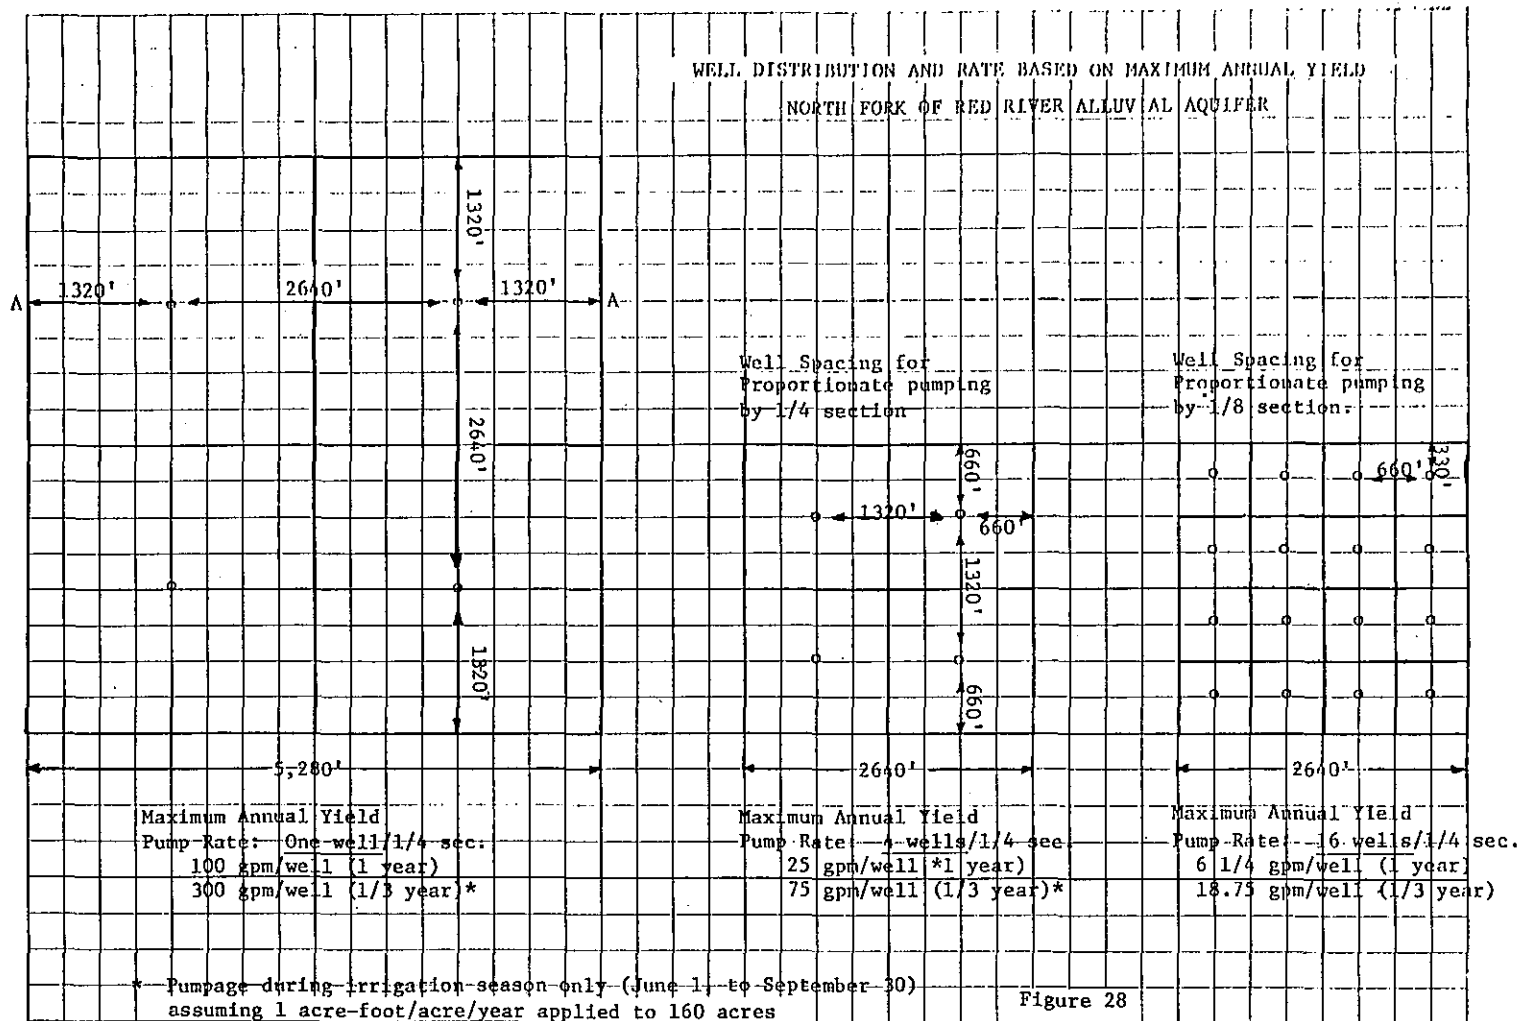 WELL DISTRIBUTION AND RATE BASED ON MAXIMUM ANNUAL YIELD
NORTH FORK OF RED RIVER ALLUVIAL AQUIFER
1320'
A
1320'
2640'
1320'
A
2640'
1320'
5,280'
Maximum Annual Yield
Pump Rate: One well/1/4 sec.
100 gpm/well (1 year)
300 gpm/well (1/3 year)*
Well Spacing for
Proportionate pumping
by 1/4 section
660'
1320'
660'
1320'
660'
2640'
Maximum Annual Yield
Pump Rate: 4 wells/1/4 sec
25 gpm/well *1 year)
75 gpm/well (1/3 year)*
Well Spacing for
Proportionate pumping
by 1/8 section.
330'
660'
2640'
Maximum Annual Yield
Pump Rate: 16 wells/1/4 sec.
6 1/4 gpm/well (1 year)
18.75 gpm/well (1/3 year)
* Pumpage during irrigation season only (June 1, to September 30)
assuming 1 acre-foot/acre/year applied to 160 acres
Figure 28